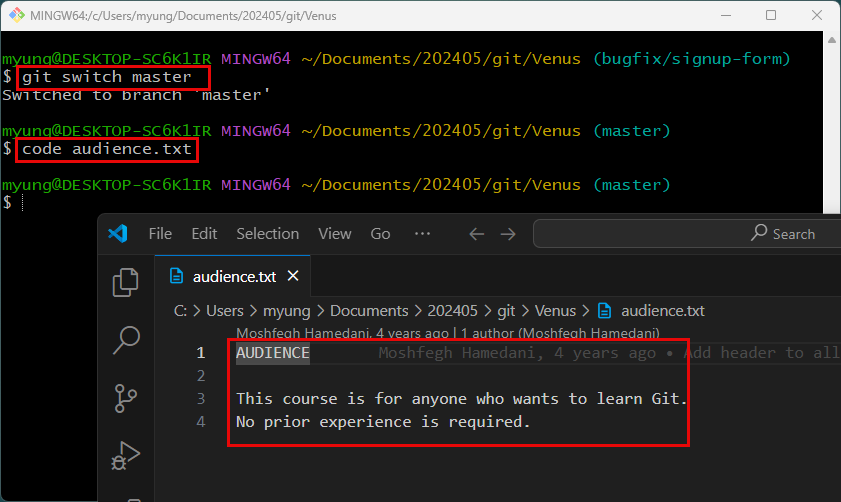 MINGW64:/c/Users/myung/Documents/202405/git/Venus
myung@DESKTOP-SC6K1IR MINGW64 ~/Documents/202405/git/Venus (bugfix/signup-form)
$ git switch master
Switched to branch 'master'
myung@DESKTOP-SC6K1IR MINGW64 ~/Documents/202405/git/Venus (master)
$ code audience.txt
myung@DESKTOP-SC6K1IR MINGW64 ~/Documents/202405/git/Venus (master)
$
File Edit Selection View Go ··· Search
audience.txt
C: > Users > myung > Documents > 202405 > git > Venus > audience.txt
Moshfegh Hamedani, 4 years ago | 1 author (Moshfegh Hamedani)
1 AUDIENCE Moshfegh Hamedani, 4 years ago • Add header to all
2
3 This course is for anyone who wants to learn Git.
4 No prior experience is required.